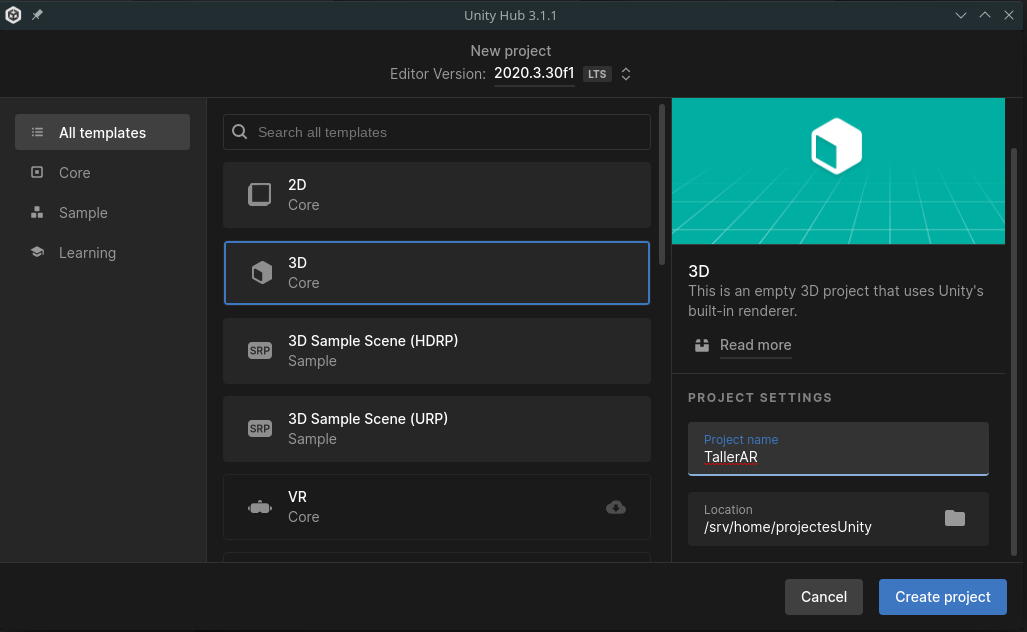 Unity Hub 3.1.1
New project
Editor Version: 2020.3.30f1 LTS
All templates
Core
Sample
Learning
Search all templates
2D
Core
3D
Core
SRP
3D Sample Scene (HDRP)
Sample
SRP
3D Sample Scene (URP)
Sample
VR
Core
3D
This is an empty 3D project that uses Unity's
built-in renderer.
Read more
PROJECT SETTINGS
Project name
TallerAR
Location
/srv/home/projectesUnity
Cancel
Create project